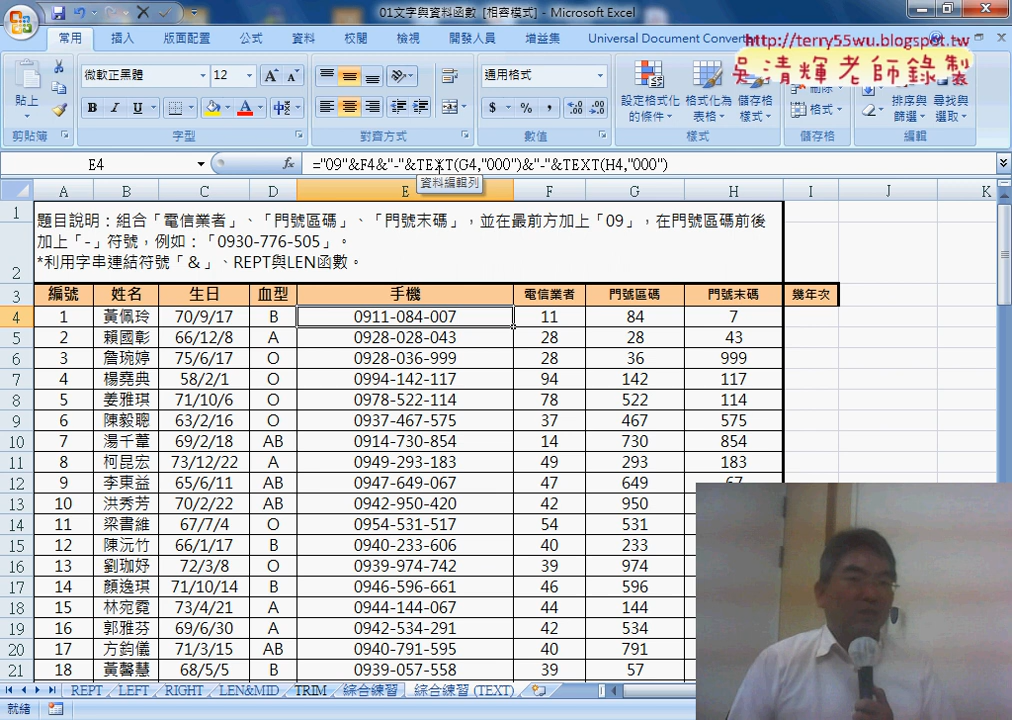 01文字與資料函數 [相容模式] - Microsoft Excel
常用 插入 版面配置 公式 資料 校閱 檢視 開發人員 增益集 Universal Document Converter
http://terry55wu.blogspot.tw
吳清輝老師錄製
貼上 微軟正黑體 12 通用格式 設定格式化的條件 格式化為表格 儲存格樣式 刪除 格式 排序與篩選 尋找與選取
剪貼簿 字型 對齊方式 數值 樣式 儲存格 編輯
E4 fx ="09"&F4&"-"&TEXT(G4,"000")&"-"&TEXT(H4,"000")
資料編輯列
A B C D E F G H I J K
1 題目說明：組合「電信業者」、「門號區碼」、「門號末碼」，並在最前方加上「09」，在門號區碼前後
加上「-」符號，例如：「0930-776-505」。
2 *利用字串連結符號「&」、REPT與LEN函數。
3 編號 姓名 生日 血型 手機 電信業者 門號區碼 門號末碼 幾年次
4 1 黃佩玲 70/9/17 B 0911-084-007 11 84 7
5 2 賴國彰 66/12/8 A 0928-028-043 28 28 43
6 3 詹琬婷 75/6/17 O 0928-036-999 28 36 999
7 4 楊堯典 58/2/1 O 0994-142-117 94 142 117
8 5 姜雅琪 71/10/6 O 0978-522-114 78 522 114
9 6 陳毅聰 63/2/16 O 0937-467-575 37 467 575
10 7 湯千葦 69/2/18 AB 0914-730-854 14 730 854
11 8 柯昆宏 73/12/22 A 0949-293-183 49 293 183
12 9 李東益 65/6/11 AB 0947-649-067 47 649 67
13 10 洪秀芳 70/2/22 AB 0942-950-420 42 950
14 11 梁書維 67/7/4 O 0954-531-517 54 531
15 12 陳沅竹 66/1/17 B 0940-233-606 40 233
16 13 劉珈妤 72/3/8 O 0939-974-742 39 974
17 14 顏逸琪 71/10/14 B 0946-596-661 46 596
18 15 林宛霓 73/4/21 A 0944-144-067 44 144
19 16 郭雅芬 69/6/30 A 0942-534-291 42 534
20 17 方鈞儀 71/3/15 AB 0940-791-595 40 791
21 18 黃馨慧 68/5/5 B 0939-057-558 39 57
REPT LEFT RIGHT LEN&MID TRIM 綜合練習 綜合練習 (TEXT)
就緒